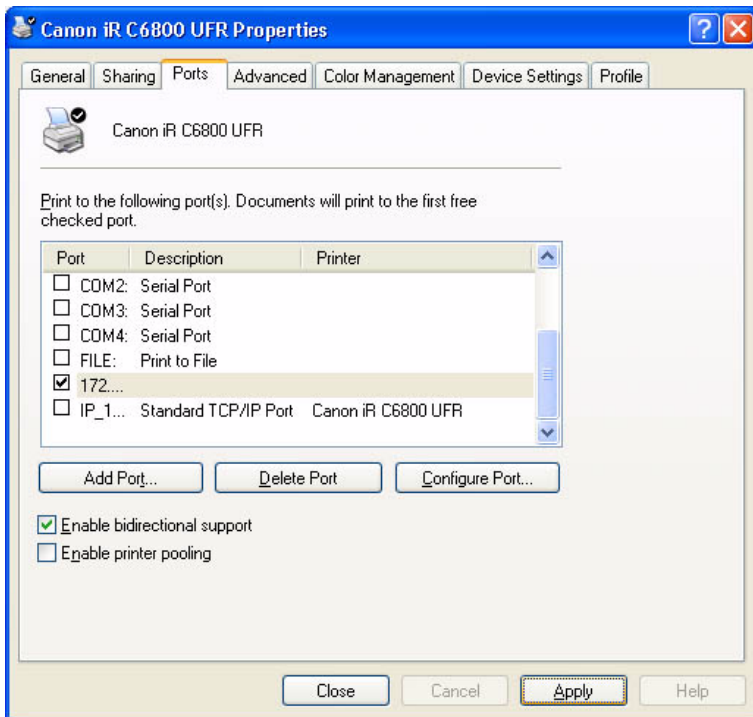 Canon iR C6800 UFR Properties
General Sharing Ports Advanced Color Management Device Settings Profile
Canon iR C6800 UFR
Print to the following port(s). Documents will print to the first free
checked port.
Port Description Printer
COM2: Serial Port
COM3: Serial Port
COM4: Serial Port
FILE: Print to File
172....
IP_1... Standard TCP/IP Port Canon iR C6800 UFR
Add Port... Delete Port Configure Port...
Enable bidirectional support
Enable printer pooling
Close Cancel Apply Help